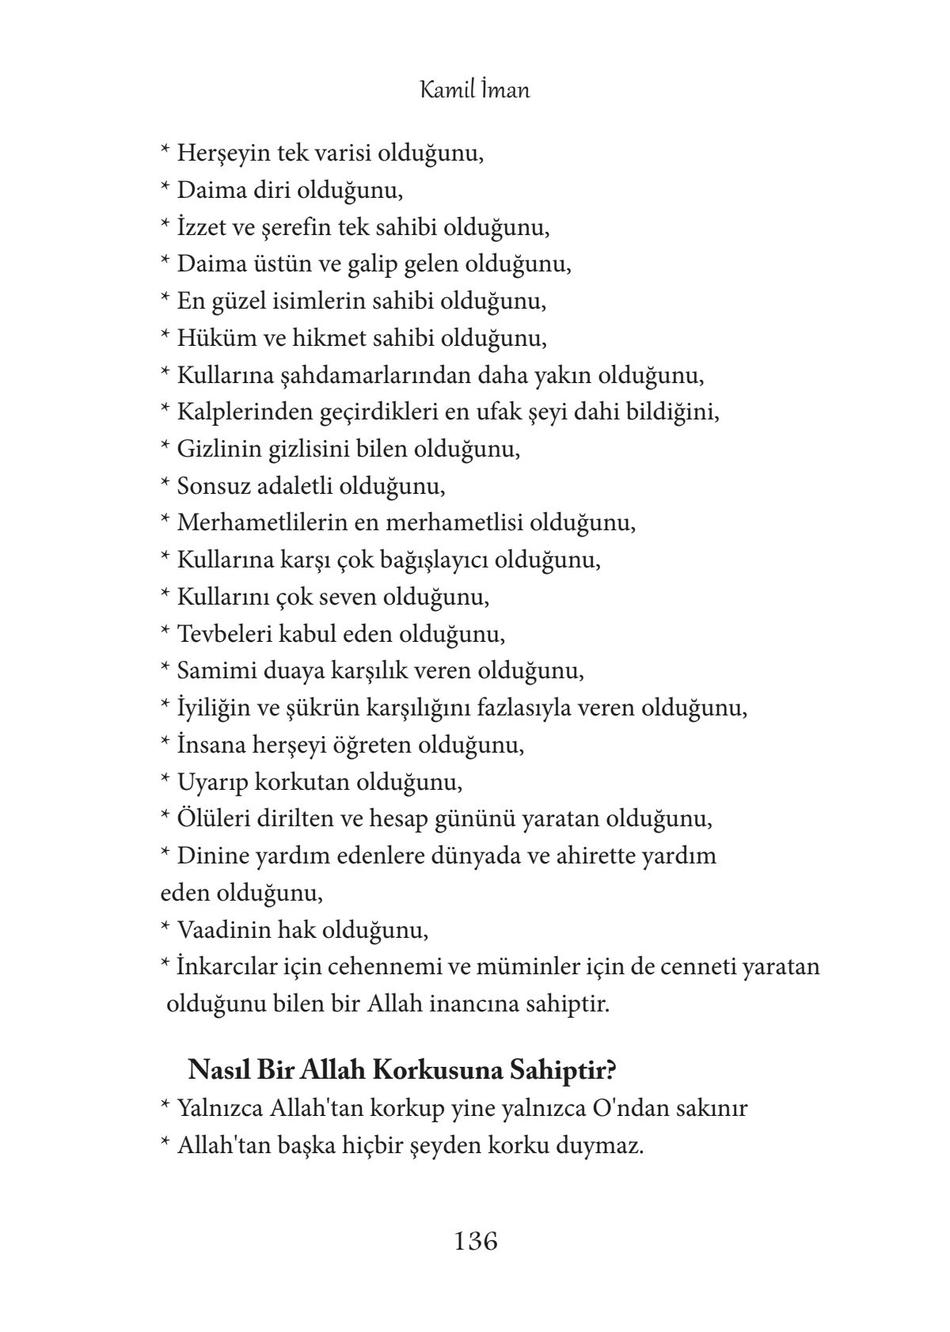 Kamil İman
* Herşeyin tek varisi olduğunu,
* Daima diri olduğunu,
* İzzet ve şerefin tek sahibi olduğunu,
* Daima üstün ve galip gelen olduğunu,
* En güzel isimlerin sahibi olduğunu,
* Hüküm ve hikmet sahibi olduğunu,
* Kullarına şahdamarlarından daha yakın olduğunu,
* Kalplerinden geçirdikleri en ufak şeyi dahi bildiğini,
* Gizlinin gizlisini bilen olduğunu,
* Sonsuz adaletli olduğunu,
* Merhametlilerin en merhametlisi olduğunu,
* Kullarına karşı çok bağışlayıcı olduğunu,
* Kullarını çok seven olduğunu,
* Tevbeleri kabul eden olduğunu,
* Samimi duaya karşılık veren olduğunu,
* İyiliğin ve şükrün karşılığını fazlasıyla veren olduğunu,
* İnsana herşeyi öğreten olduğunu,
* Uyarıp korkutan olduğunu,
* Ölüleri dirilten ve hesap gününü yaratan olduğunu,
* Dinine yardım edenlere dünyada ve ahirette yardım
eden olduğunu,
* Vaadinin hak olduğunu,
* İnkarcılar için cehennemi ve müminler için de cenneti yaratan
olduğunu bilen bir Allah inancına sahiptir.
Nasıl Bir Allah Korkusuna Sahiptir?
* Yalnızca Allah'tan korkup yine yalnızca O'ndan sakınır
* Allah'tan başka hiçbir şeyden korku duymaz.
136